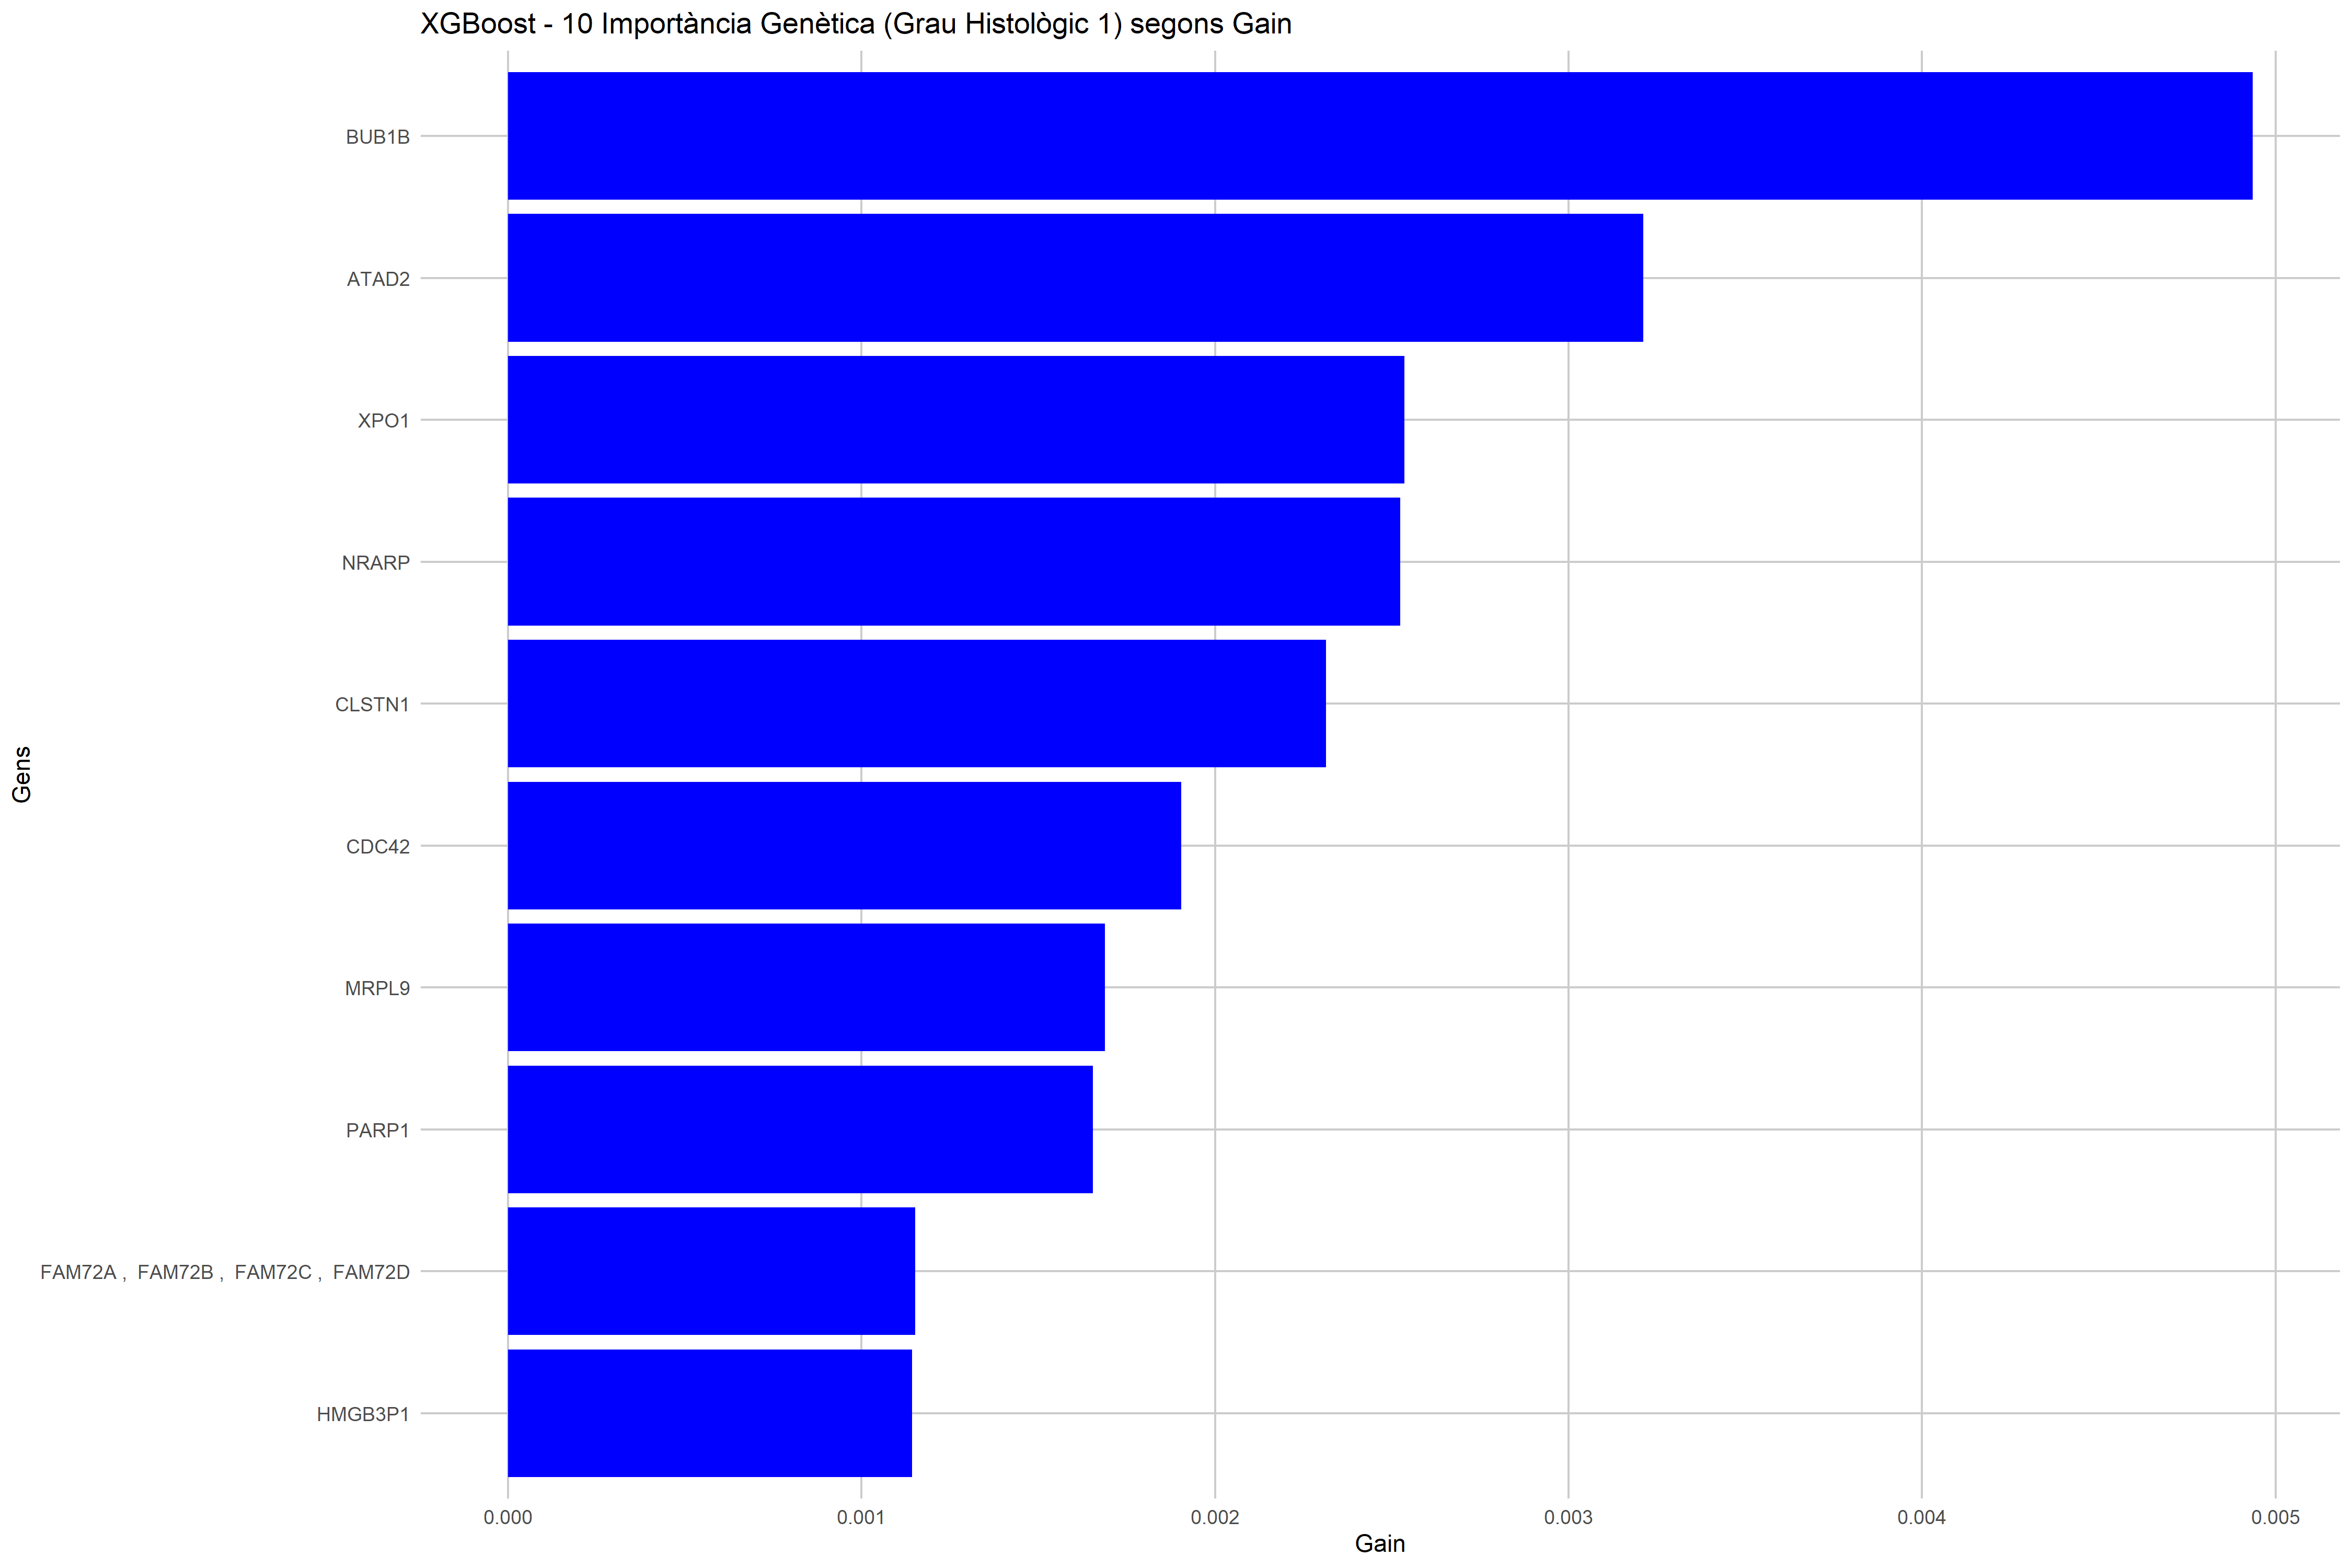 XGBoost - 10 Importància Genètica (Grau Histològic 1) segons Gain
Gens
BUB1B
ATAD2
XPO1
NRARP
CLSTN1
CDC42
MRPL9
PARP1
FAM72A , FAM72B , FAM72C , FAM72D
HMGB3P1
0.000 0.001 0.002 0.003 0.004 0.005
Gain